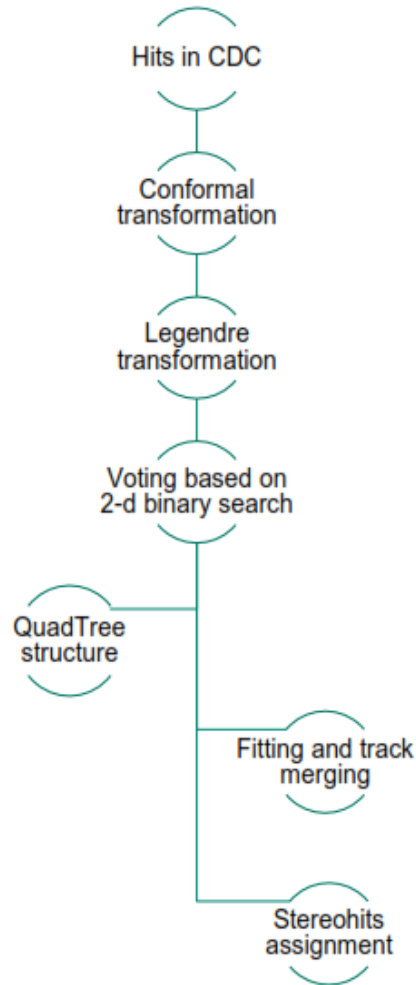 Hits in CDC
Conformal
transformation
Legendre
transformation
Voting based on
2-d binary search
QuadTree
structure
Fitting and track
merging
Stereohits
assignment